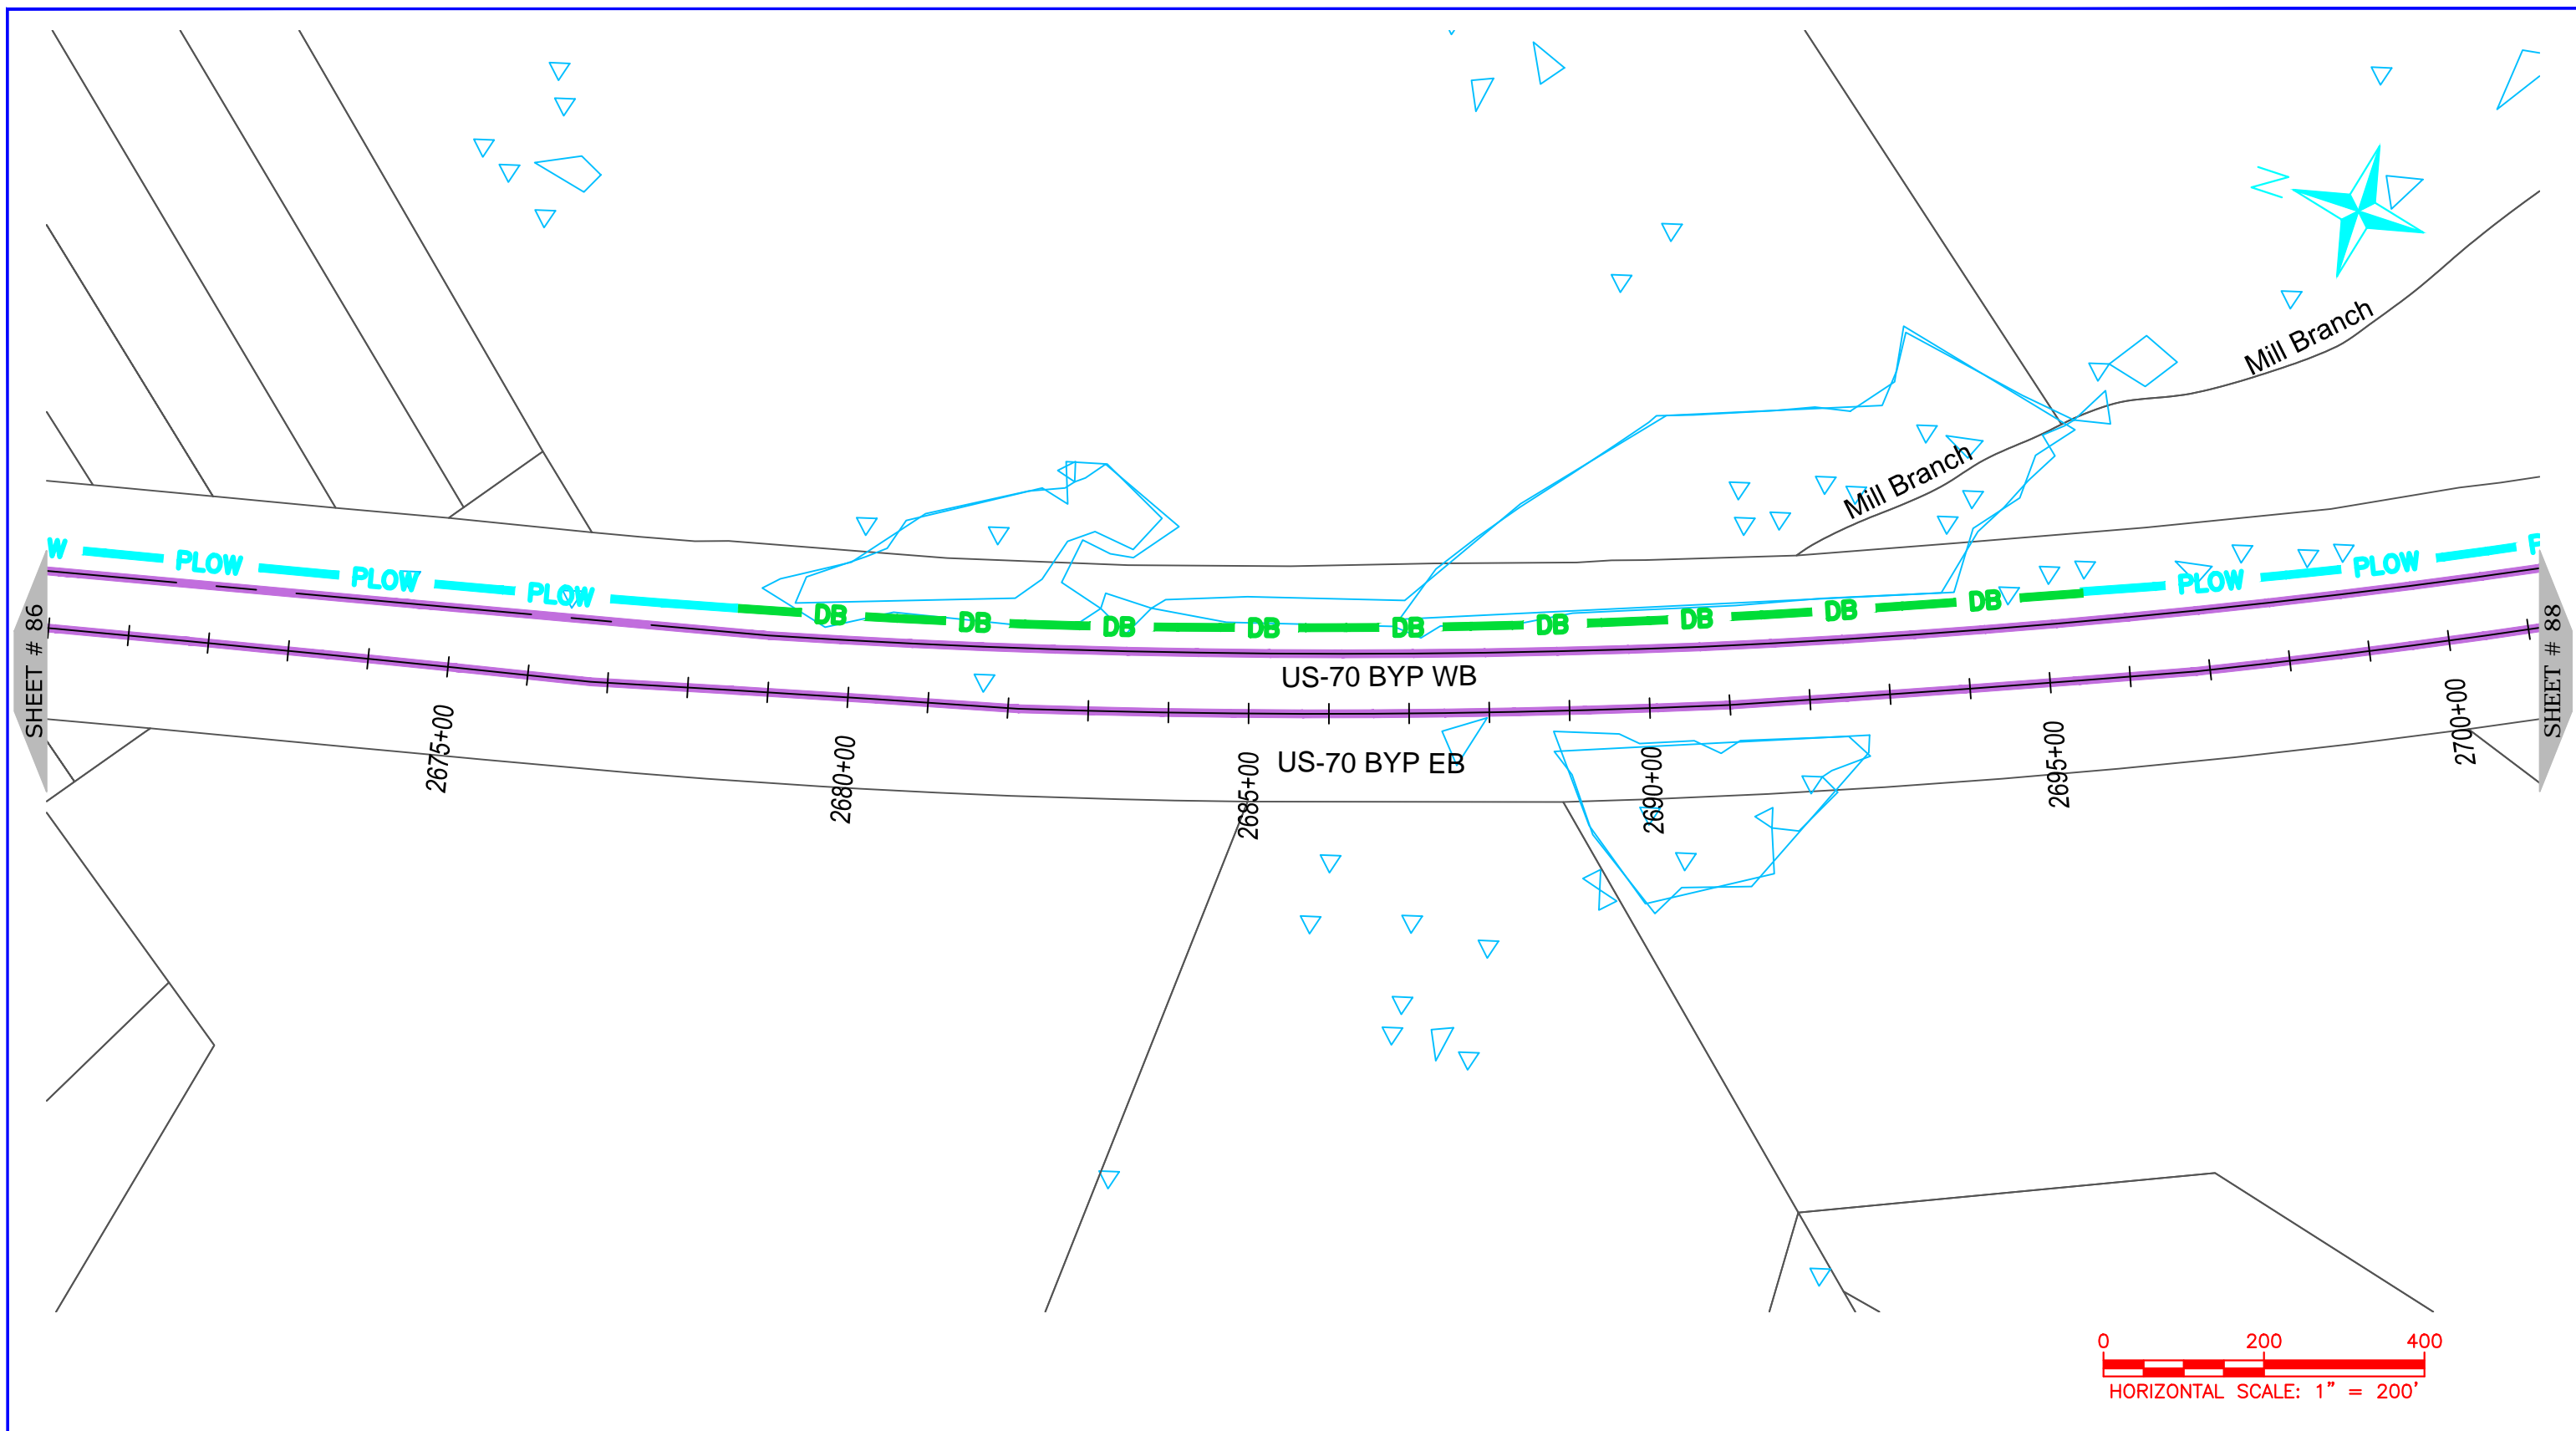 N
Mill Branch
Mill Branch
W PLOW PLOW PLOW DB DB DB DB DB DB DB DB DB PLOW PLOW P
SHEET # 86
SHEET # 88
US-70 BYP WB
US-70 BYP EB
2675+00
2680+00
2685+00
2690+00
2695+00
2700+00
0 200 400
HORIZONTAL SCALE: 1" = 200'